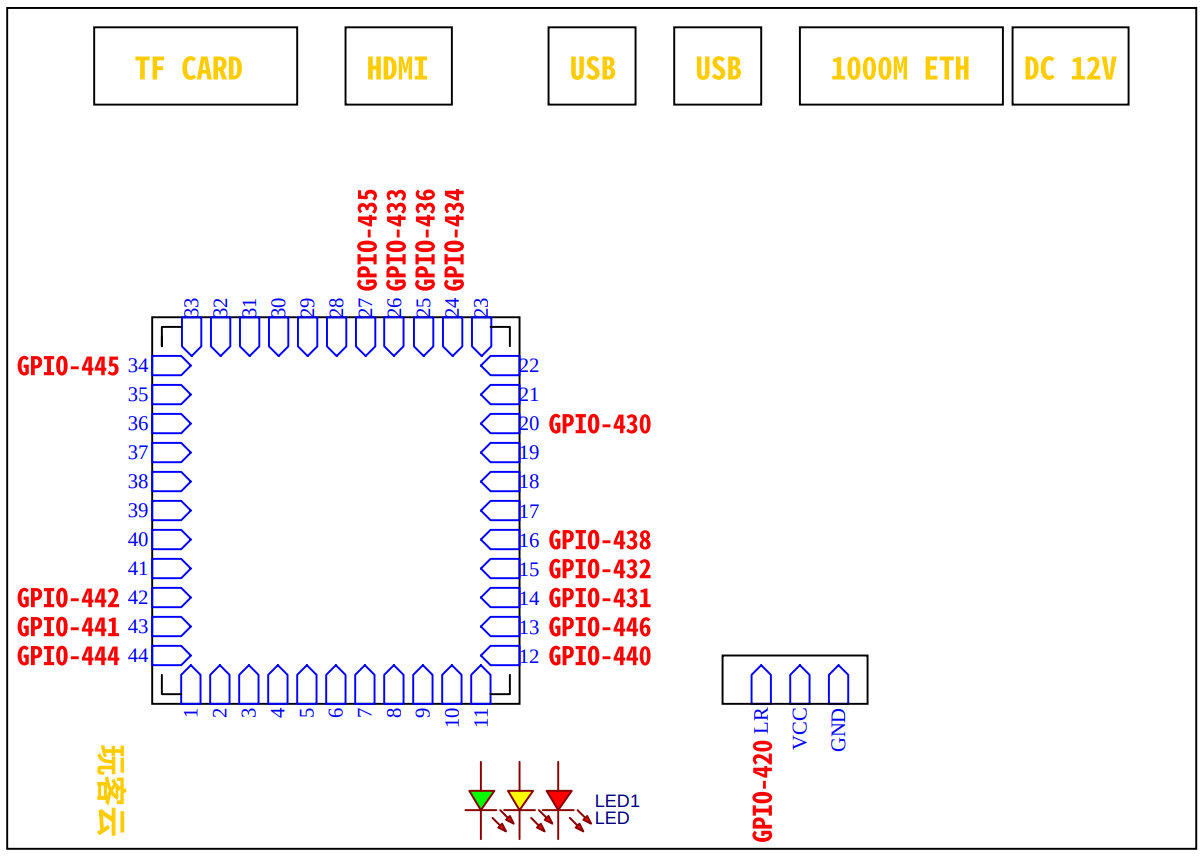 TF CARD
HDMI
USB
USB
1000M ETH
DC 12V
GPIO-435
GPIO-433
GPIO-436
GPIO-434
33
32
31
30
29
28
27
26
25
24
23
GPIO-445 34
35
36
37
38
39
40
41
GPIO-442 42
GPIO-441 43
GPIO-444 44
22
21
20 GPIO-430
19
18
17
16 GPIO-438
15 GPIO-432
14 GPIO-431
13 GPIO-446
12 GPIO-440
1
2
3
4
5
6
7
8
9
10
11
LR
VCC
GND
GPIO-420
玩客云
LED1
LED